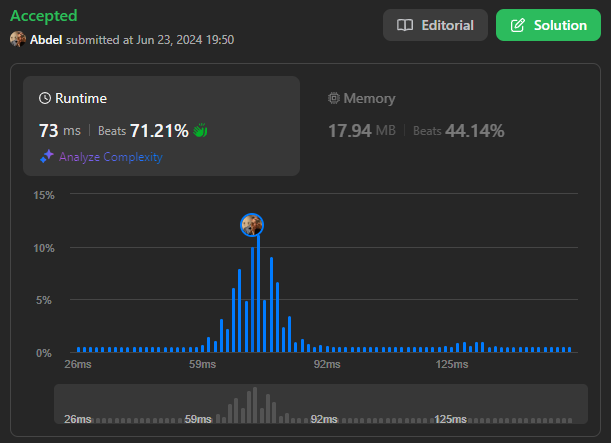 Accepted
Abdel submitted at Jun 23, 2024 19:50
Editorial
Solution
Runtime
73 ms | Beats 71.21%
Analyze Complexity
Memory
17.94 MB | Beats 44.14%
15%
10%
5%
0%
26ms 59ms 92ms 125ms
26ms 59ms 92ms 125ms